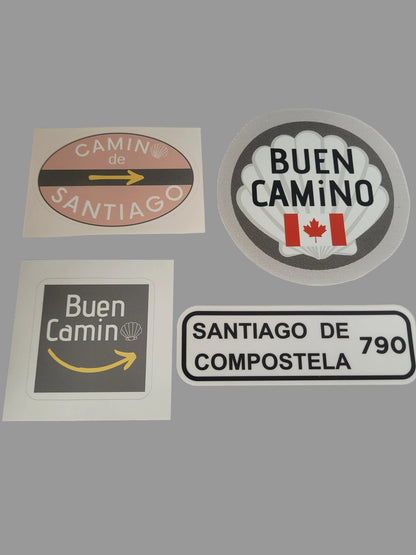 CAMINO
de
SANTIAGO
BUEN
CAMiNO
Buen
Camino
SANTIAGO DE
COMPOSTELA
790